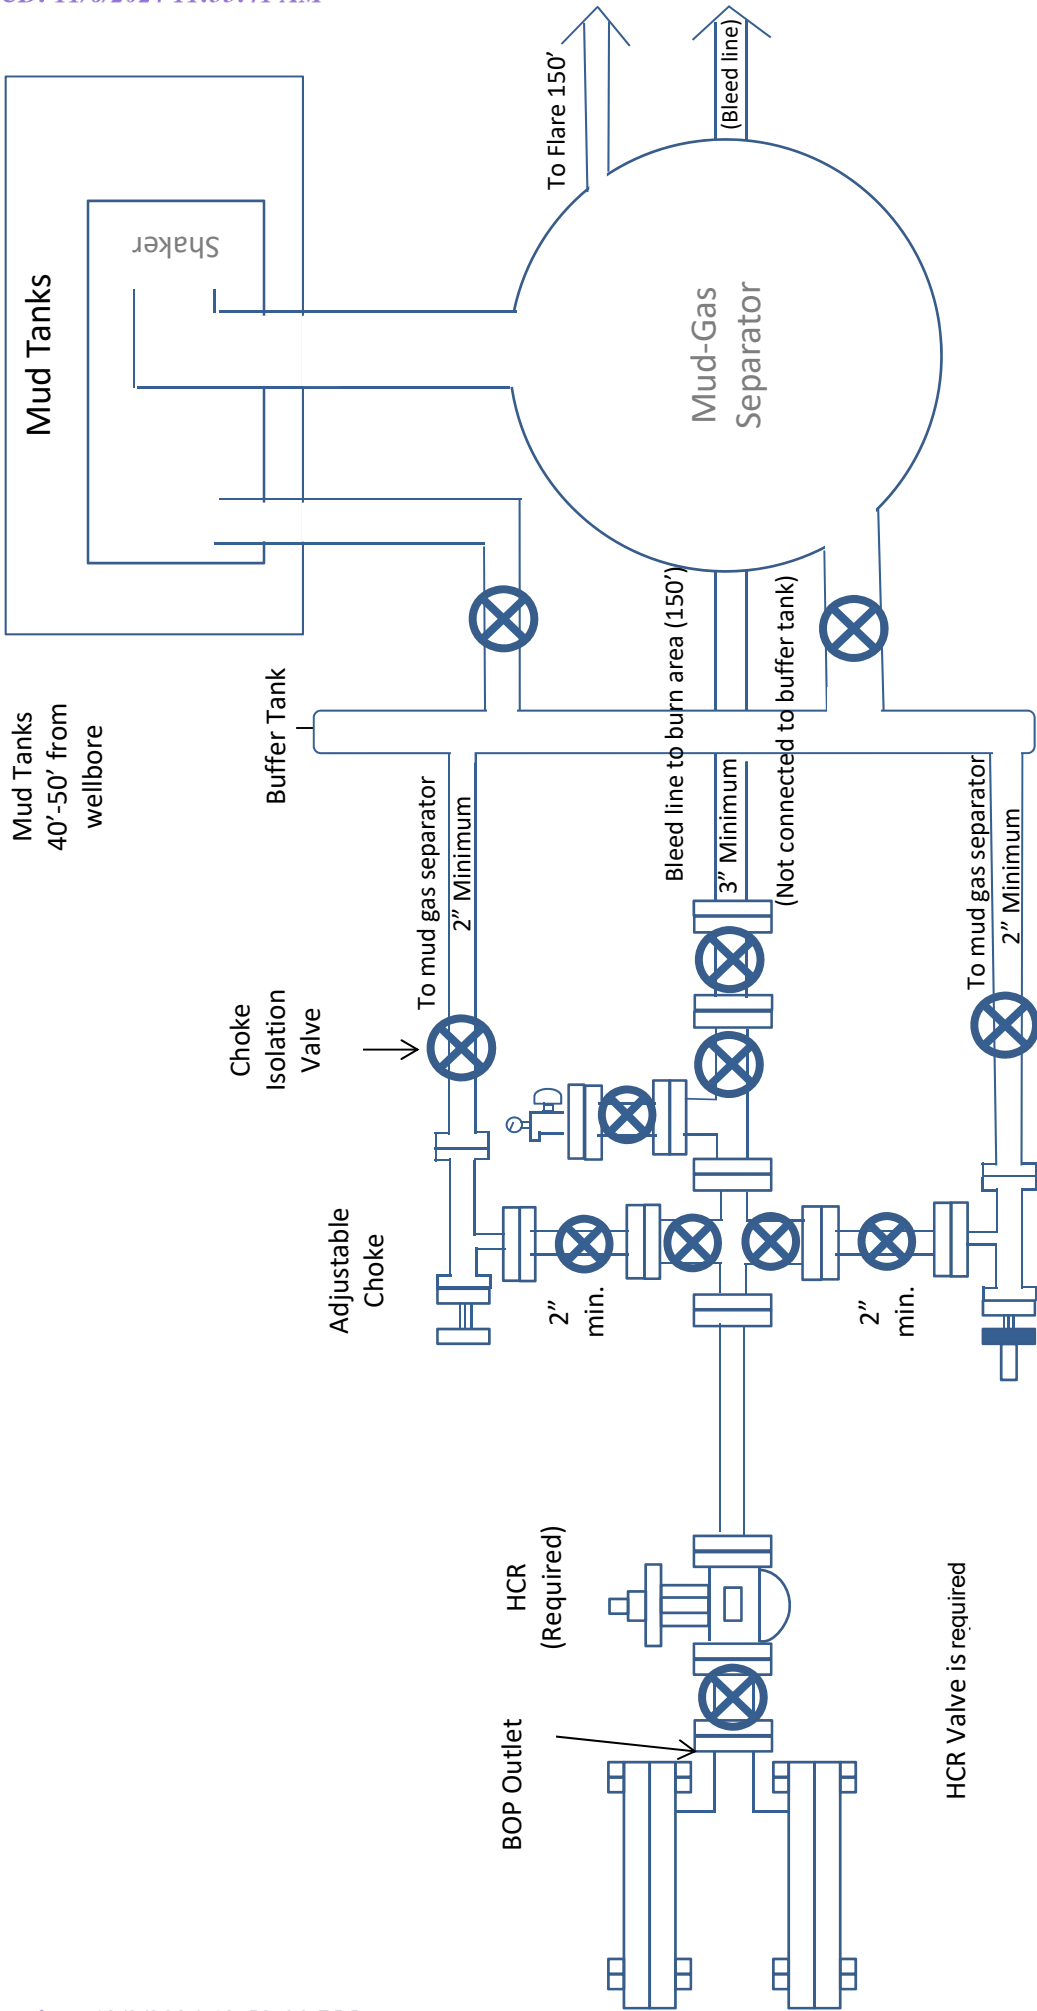 Mud Tanks
Shaker
To Flare 150’
(Bleed line)
Mud-Gas
Separator
Mud Tanks
40’-50’ from
wellbore
Buffer Tank
To mud gas separator
2” Minimum
Bleed line to burn area (150’)
3” Minimum
(Not connected to buffer tank)
To mud gas separator
2” Minimum
Choke
Isolation
Valve
Adjustable
Choke
2”
min.
2”
min.
HCR
(Required)
BOP Outlet
HCR Valve is required